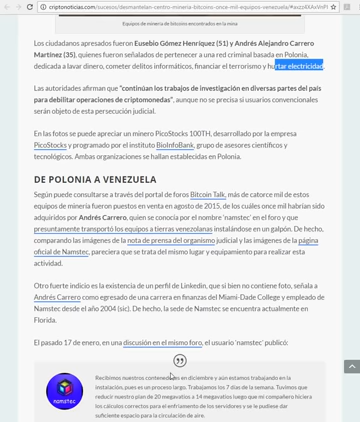 criptonoticias.com/sucesos/desmantelan-centro-mineria-bitcoins-once-mil-equipos-venezuela/#
Equipos de minería de bitcoins encontrados en la mina
Los ciudadanos apresados fueron Eusebio Gómez Henríquez (51) y Andrés Alejandro Carrero
Martínez (35), quienes fueron señalados de pertenecer a una red criminal basada en Polonia,
dedicada a lavar dinero, cometer delitos informáticos, financiar el terrorismo y hurtar electricidad.
Las autoridades afirman que "continúan los trabajos de investigación en diversas partes del país
para debilitar operaciones de criptomonedas", aunque no se precisa si usuarios convencionales
serán objeto de esta persecución judicial.
En las fotos se puede apreciar un minero PicoStocks 100TH, desarrollado por la empresa
PicoStocks y programado por el instituto BioInfoBank, grupo de asesores científicos y
tecnológicos. Ambas organizaciones se hallan establecidas en Polonia.
DE POLONIA A VENEZUELA
Según puede consultarse a través del portal de foros Bitcoin Talk, más de catorce mil de estos
equipos de minería fueron puestos en venta en agosto de 2015, de los cuáles once mil habrían sido
adquiridos por Andrés Carrero, quien se conocía por el nombre 'namstec' en el foro y que
presuntamente transportó los equipos a tierras venezolanas instalándose en un galpón. De hecho,
comparando las imágenes de la nota de prensa del organismo judicial y las imágenes de la página
oficial de Namstec, pareciera que se trata del mismo lugar y equipamiento para realizar esta
actividad.
Otro fuerte indicio es la existencia de un perfil de Linkedin, que si bien no contiene foto, señala a
Andrés Carrero como egresado de una carrera en finanzas del Miami-Dade College y empleado de
Namstec desde el año 2044 (sic). De hecho, la sede de Namstec se encuentra actualmente en
Florida.
El pasado 17 de enero, en una discusión en el mismo foro, el usuario 'namstec' publicó:
namstec
Recibimos nuestros contenedores en diciembre y aún estamos trabajando en la
instalación, pues es un proceso largo. Trabajamos los 7 días de la semana. Tuvimos que
reducir nuestro plan de 20 megavatios a 14 megavatios luego que mi compañero hiciera
los cálculos correctos para el enfriamiento de los servidores y se le pudiese dar
suficiente espacio para la circulación de aire.